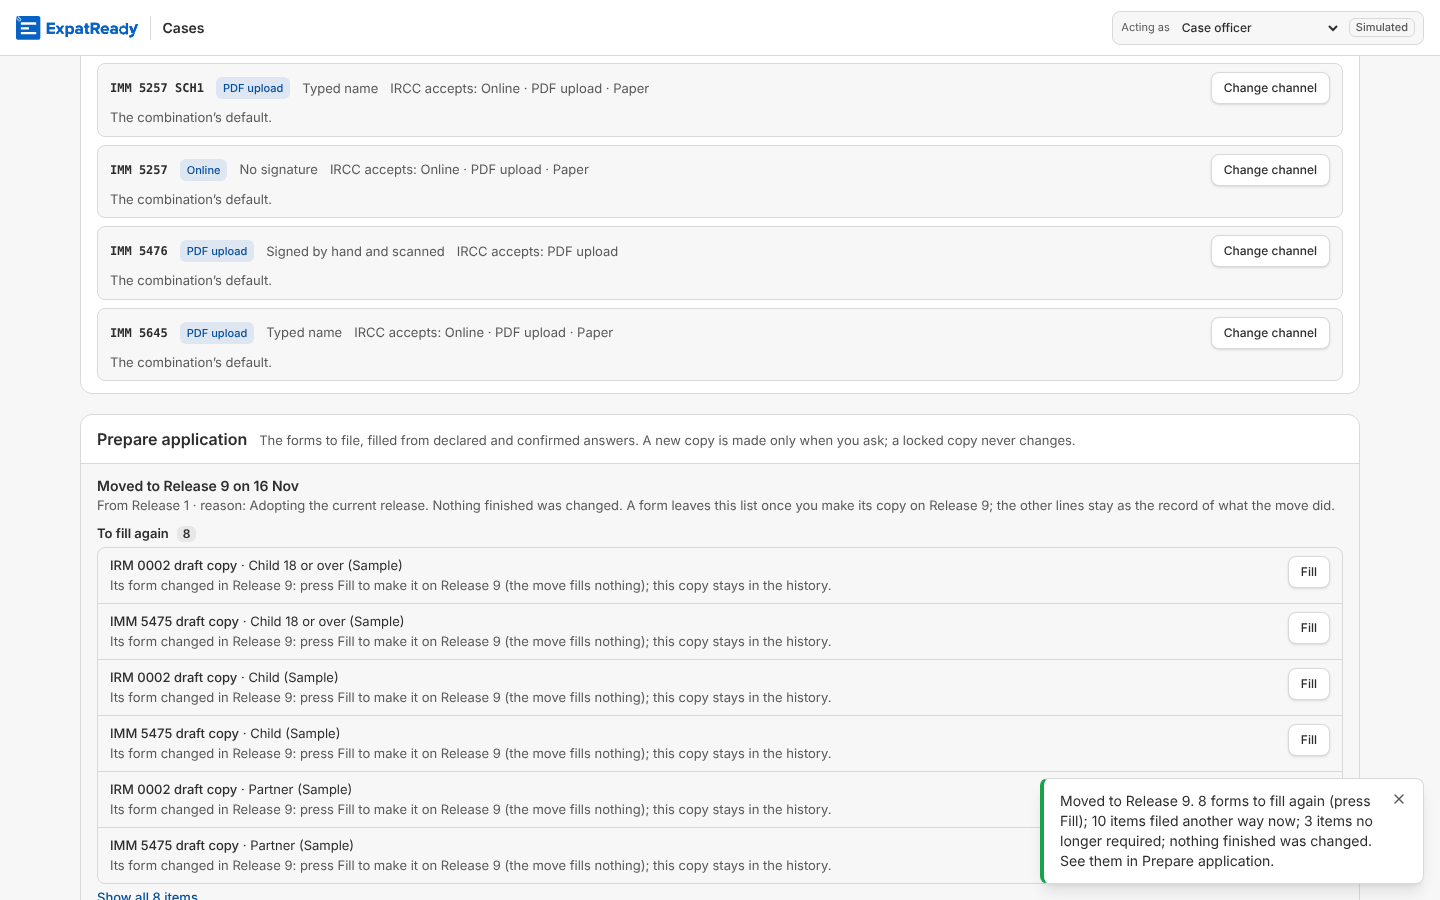 ExpatReady
Cases
Acting as Case officer Simulated
IMM 5257 SCH1 PDF upload Typed name IRCC accepts: Online · PDF upload · Paper Change channel
The combination’s default.
IMM 5257 Online No signature IRCC accepts: Online · PDF upload · Paper Change channel
The combination’s default.
IMM 5476 PDF upload Signed by hand and scanned IRCC accepts: PDF upload Change channel
The combination’s default.
IMM 5645 PDF upload Typed name IRCC accepts: Online · PDF upload · Paper Change channel
The combination’s default.
Prepare application The forms to file, filled from declared and confirmed answers. A new copy is made only when you ask; a locked copy never changes.
Moved to Release 9 on 16 Nov
From Release 1 · reason: Adopting the current release. Nothing finished was changed. A form leaves this list once you make its copy on Release 9; the other lines stay as the record of what the move did.
To fill again 8
IRM 0002 draft copy · Child 18 or over (Sample) Fill
Its form changed in Release 9: press Fill to make it on Release 9 (the move fills nothing); this copy stays in the history.
IMM 5475 draft copy · Child 18 or over (Sample) Fill
Its form changed in Release 9: press Fill to make it on Release 9 (the move fills nothing); this copy stays in the history.
IRM 0002 draft copy · Child (Sample) Fill
Its form changed in Release 9: press Fill to make it on Release 9 (the move fills nothing); this copy stays in the history.
IMM 5475 draft copy · Child (Sample) Fill
Its form changed in Release 9: press Fill to make it on Release 9 (the move fills nothing); this copy stays in the history.
IRM 0002 draft copy · Partner (Sample)
Its form changed in Release 9: press Fill to make it on Release 9 (the move fills nothing); this copy stays in the history.
IMM 5475 draft copy · Partner (Sample)
Its form changed in Release 9: press Fill to make it on Release 9 (the move fills nothing); this copy stays in the history.
Show all 8 items
Moved to Release 9. 8 forms to fill again (press
Fill); 10 items filed another way now; 3 items no
longer required; nothing finished was changed.
See them in Prepare application.